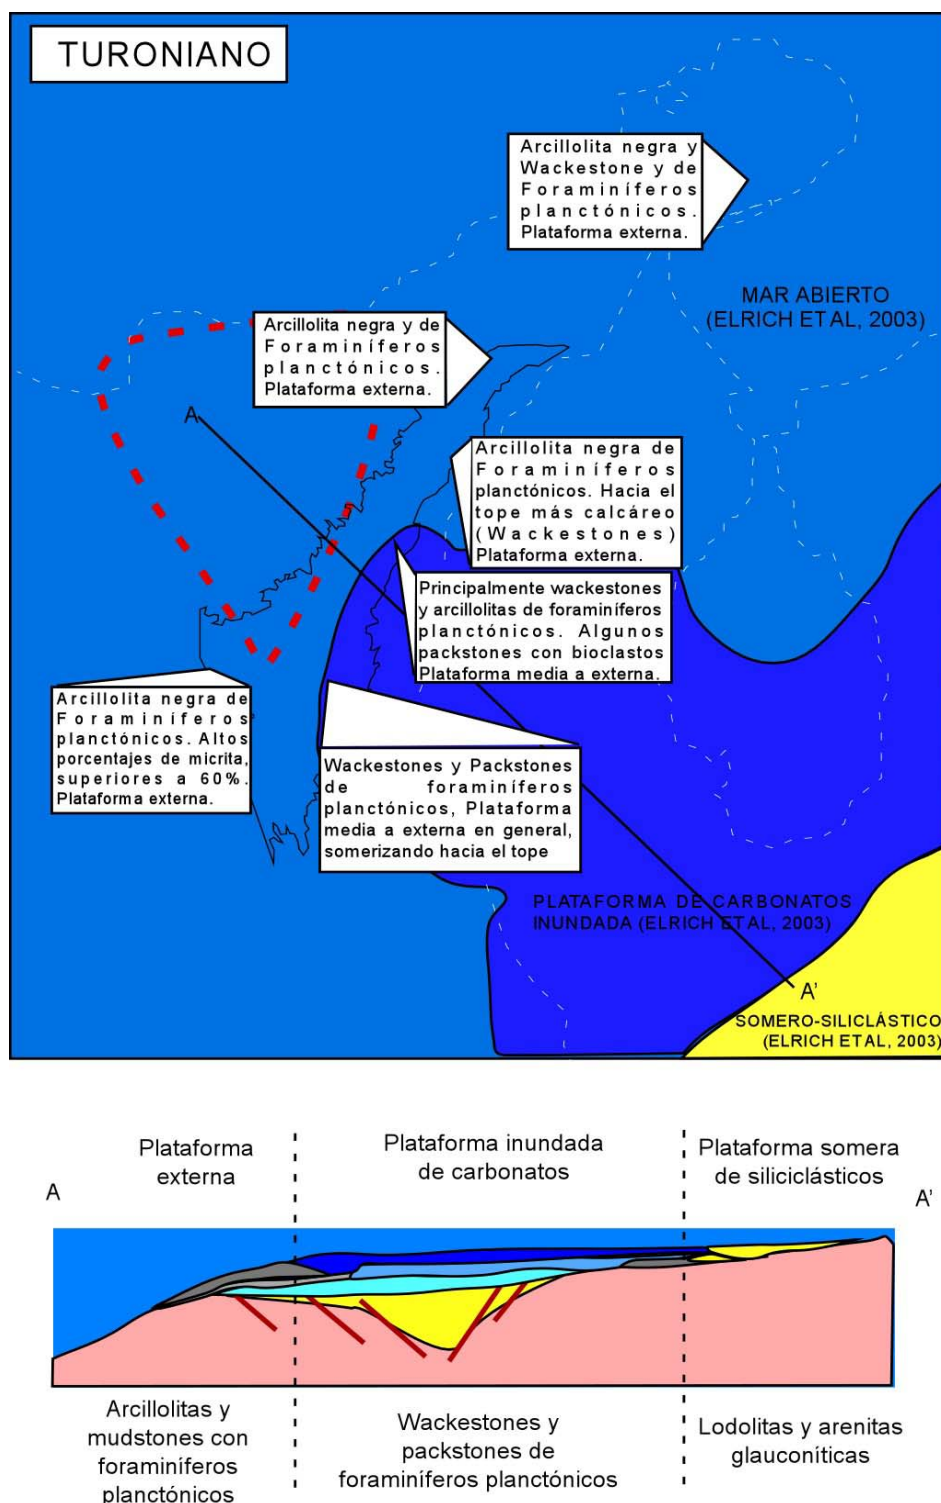 TURONIANO
Arcillolita negra y
Wackestone y de
Foraminíferos
planctónicos.
Plataforma externa.
MAR ABIERTO
(ELRICH ET AL, 2003)
Arcillolita negra y de
Foraminíferos
planctónicos.
Plataforma externa.
A
Arcillolita negra de
Foraminíferos
planctónicos. Hacia el
tope más calcáreo
(Wackestones)
Plataforma externa.
Principalmente wackestones
y arcillolitas de foraminíferos
planctónicos. Algunos
packstones con bioclastos
Plataforma media a externa.
Arcillolita negra de
Foraminíferos
planctónicos. Altos
porcentajes de micrita,
superiores a 60%.
Plataforma externa.
Wackestones y Packstones
de foraminíferos
planctónicos, Plataforma
media a externa en general,
somerizando hacia el tope
PLATAFORMA DE CARBONATOS
INUNDADA (ELRICH ET AL, 2003)
A'
SOMERO-SILICLÁSTICO
(ELRICH ET AL, 2003)
Plataforma
externa
Plataforma inundada
de carbonatos
Plataforma somera
de siliciclásticos
A
A'
Arcillolitas y
mudstones con
foraminíferos
planctónicos
Wackestones y
packstones de
foraminíferos planctónicos
Lodolitas y arenitas
glauconíticas